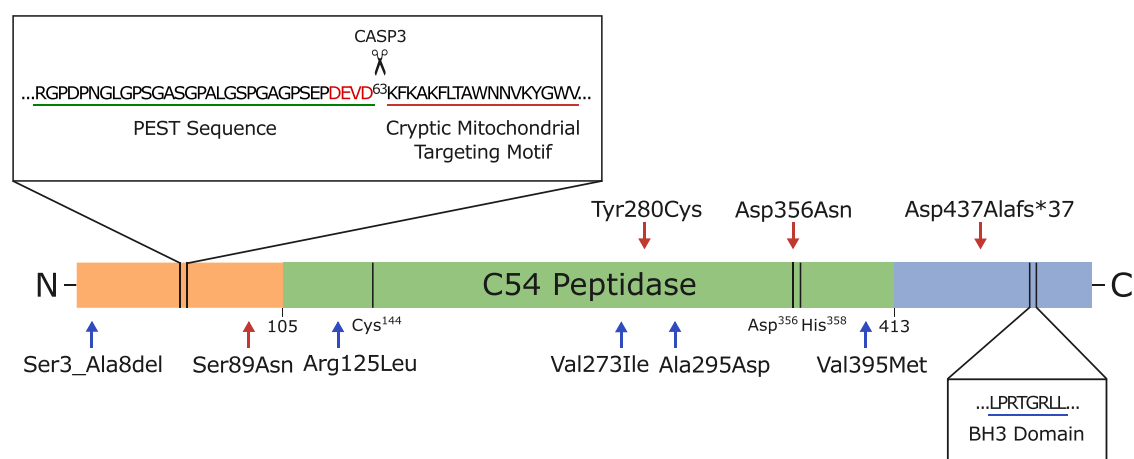 CASP3
...RGPDPNGLGPSGASGPALGSPGAGPSEPDEVD⁶³KFKAKFLTAWNNVKYGWV...
PEST Sequence
Cryptic Mitochondrial
Targeting Motif
Tyr280Cys
Asp356Asn
Asp437Alafs*37
N
C54 Peptidase
C
105
Cys¹⁴⁴
Asp³⁵⁶
His³⁵⁸
413
Ser3_Ala8del
Ser89Asn
Arg125Leu
Val273Ile
Ala295Asp
Val395Met
...LPRTGRLL...
BH3 Domain